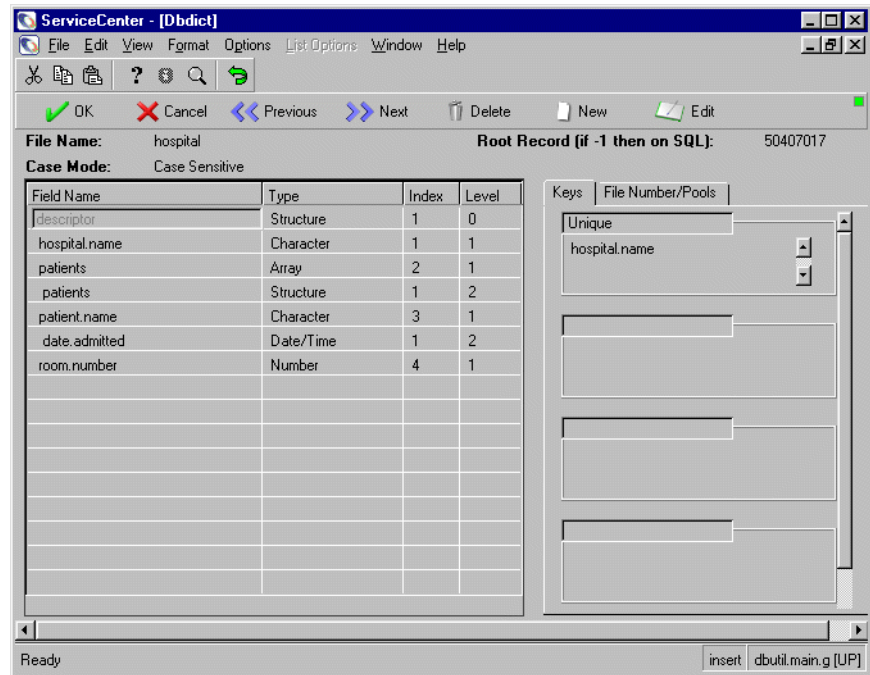 ServiceCenter - [Dbdict]
File Edit View Format Options List Options Window Help
?
OK Cancel Previous Next Delete New Edit
File Name: hospital Root Record (if -1 then on SQL): 50407017
Case Mode: Case Sensitive
Keys File Number/Pools
Field Name Type Index Level
descriptor Structure 1 0
Unique
hospital.name Character 1 1
hospital.name
patients Array 2 1
patients Structure 1 2
patient.name Character 3 1
date.admitted Date/Time 1 2
room.number Number 4 1
Ready insert dbutil.main.g [UP]